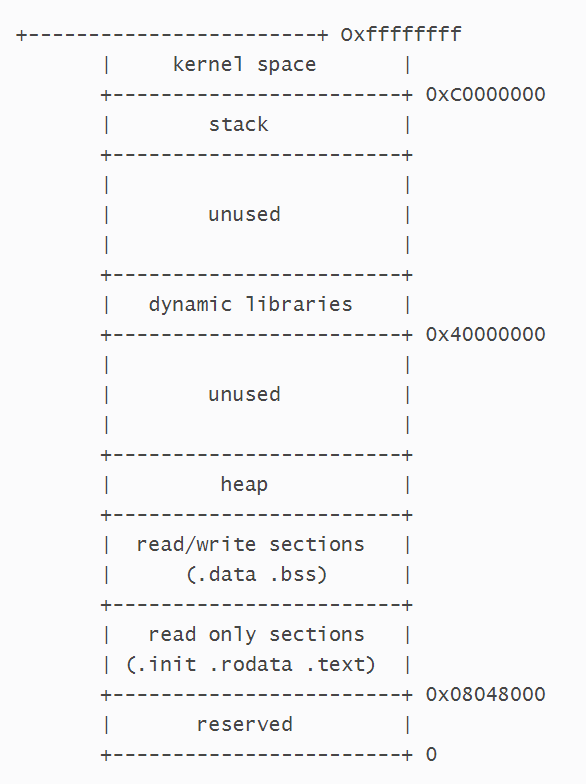 +------------------------+ 0xffffffff
| kernel space |
+------------------------+ 0xC0000000
| stack |
+------------------------+
| |
| unused |
| |
+------------------------+
| dynamic libraries |
+------------------------+ 0x40000000
| |
| unused |
| |
+------------------------+
| heap |
+------------------------+
| read/write sections |
| (.data .bss) |
+------------------------+
| read only sections |
| (.init .rodata .text) |
+------------------------+ 0x08048000
| reserved |
+------------------------+ 0